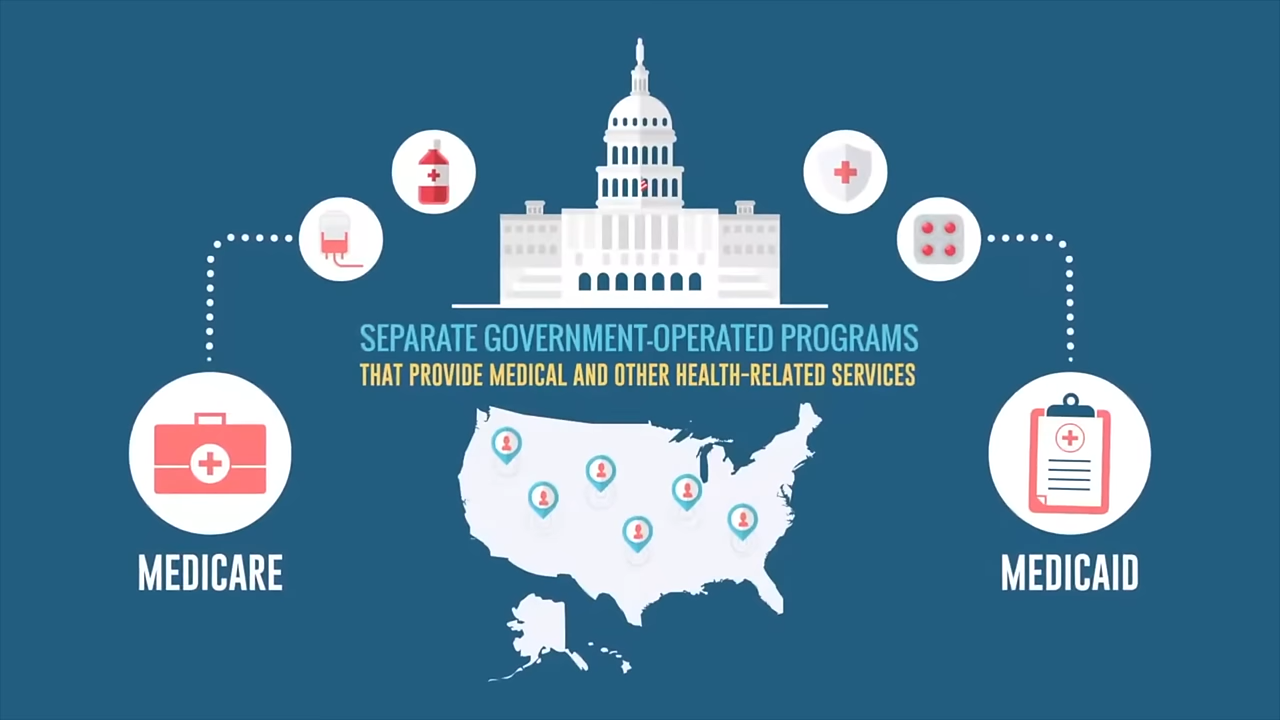 SEPARATE GOVERNMENT-OPERATED PROGRAMS
THAT PROVIDE MEDICAL AND OTHER HEALTH-RELATED SERVICES
MEDICARE
MEDICAID